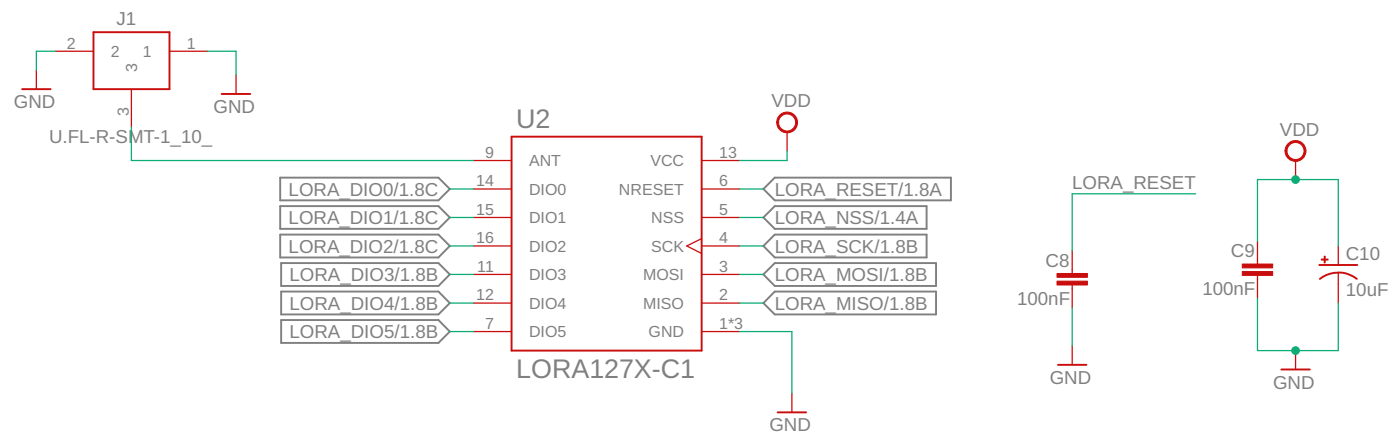 J1
2 2 1 1
3
GND GND
3
U.FL-R-SMT-1_10_
U2
VDD
9 ANT VCC 13
LORA_DIO0/1.8C 14 DIO0 NRESET 6 LORA_RESET/1.8A
LORA_DIO1/1.8C 15 DIO1 NSS 5 LORA_NSS/1.4A
LORA_DIO2/1.8C 16 DIO2 SCK 4 LORA_SCK/1.8B
LORA_DIO3/1.8B 11 DIO3 MOSI 3 LORA_MOSI/1.8B
LORA_DIO4/1.8B 12 DIO4 MISO 2 LORA_MISO/1.8B
LORA_DIO5/1.8B 7 DIO5 GND 1*3
LORA127X-C1
GND
LORA_RESET
C8
100nF
GND
VDD
C9 + C10
100nF 10uF
GND